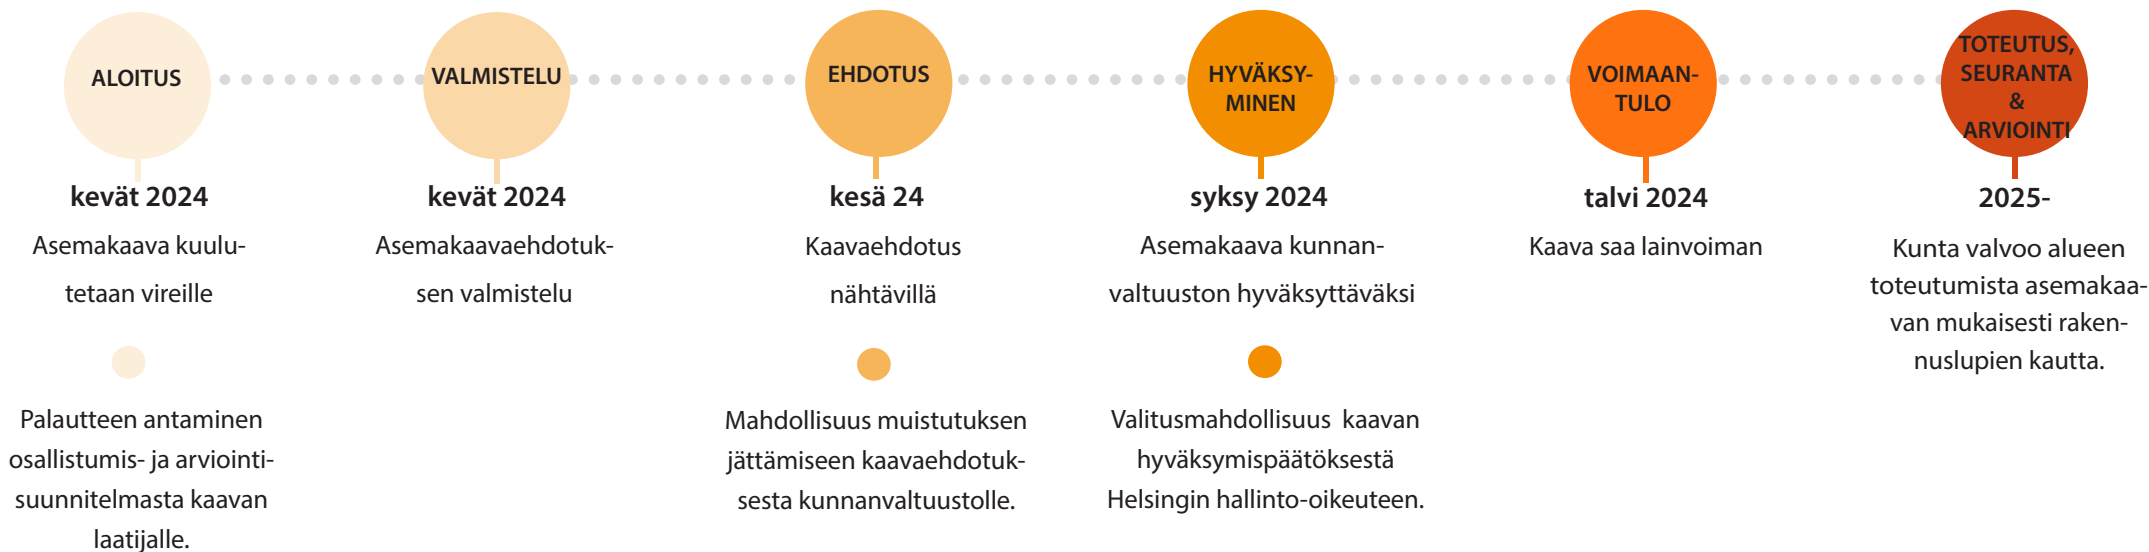 ALOITUS
kevät 2024
Asemakaava kuulu-
tetaan vireille
Palautteen antaminen
osallistumis- ja arviointi-
suunnitelmasta kaavan
laatijalle.
VALMISTELU
kevät 2024
Asemakaavaehdotuk-
sen valmistelu
EHDOTUS
kesä 24
Kaavaehdotus
nähtävillä
Mahdollisuus muistutuksen
jättämiseen kaavaehdotuk-
sesta kunnanvaltuustolle.
HYVÄKSY-
MINEN
syksy 2024
Asemakaava kunnan-
valtuuston hyväksyttäväksi
Valitusmahdollisuus kaavan
hyväksymispäätöksestä
Helsingin hallinto-oikeuteen.
VOIMAAN-
TULO
talvi 2024
Kaava saa lainvoiman
TOTEUTUS,
SEURANTA
&
ARVIOINTI
2025-
Kunta valvoo alueen
toteutumista asemakaa-
van mukaisesti raken-
nuslupien kautta.